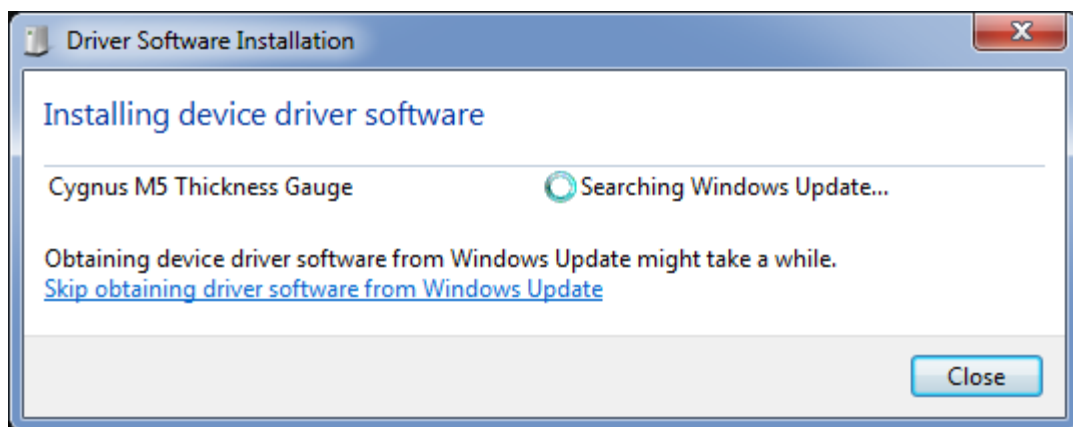 Driver Software Installation
Installing device driver software
Cygnus M5 Thickness Gauge Searching Windows Update...
Obtaining device driver software from Windows Update might take a while.
Skip obtaining driver software from Windows Update
Close